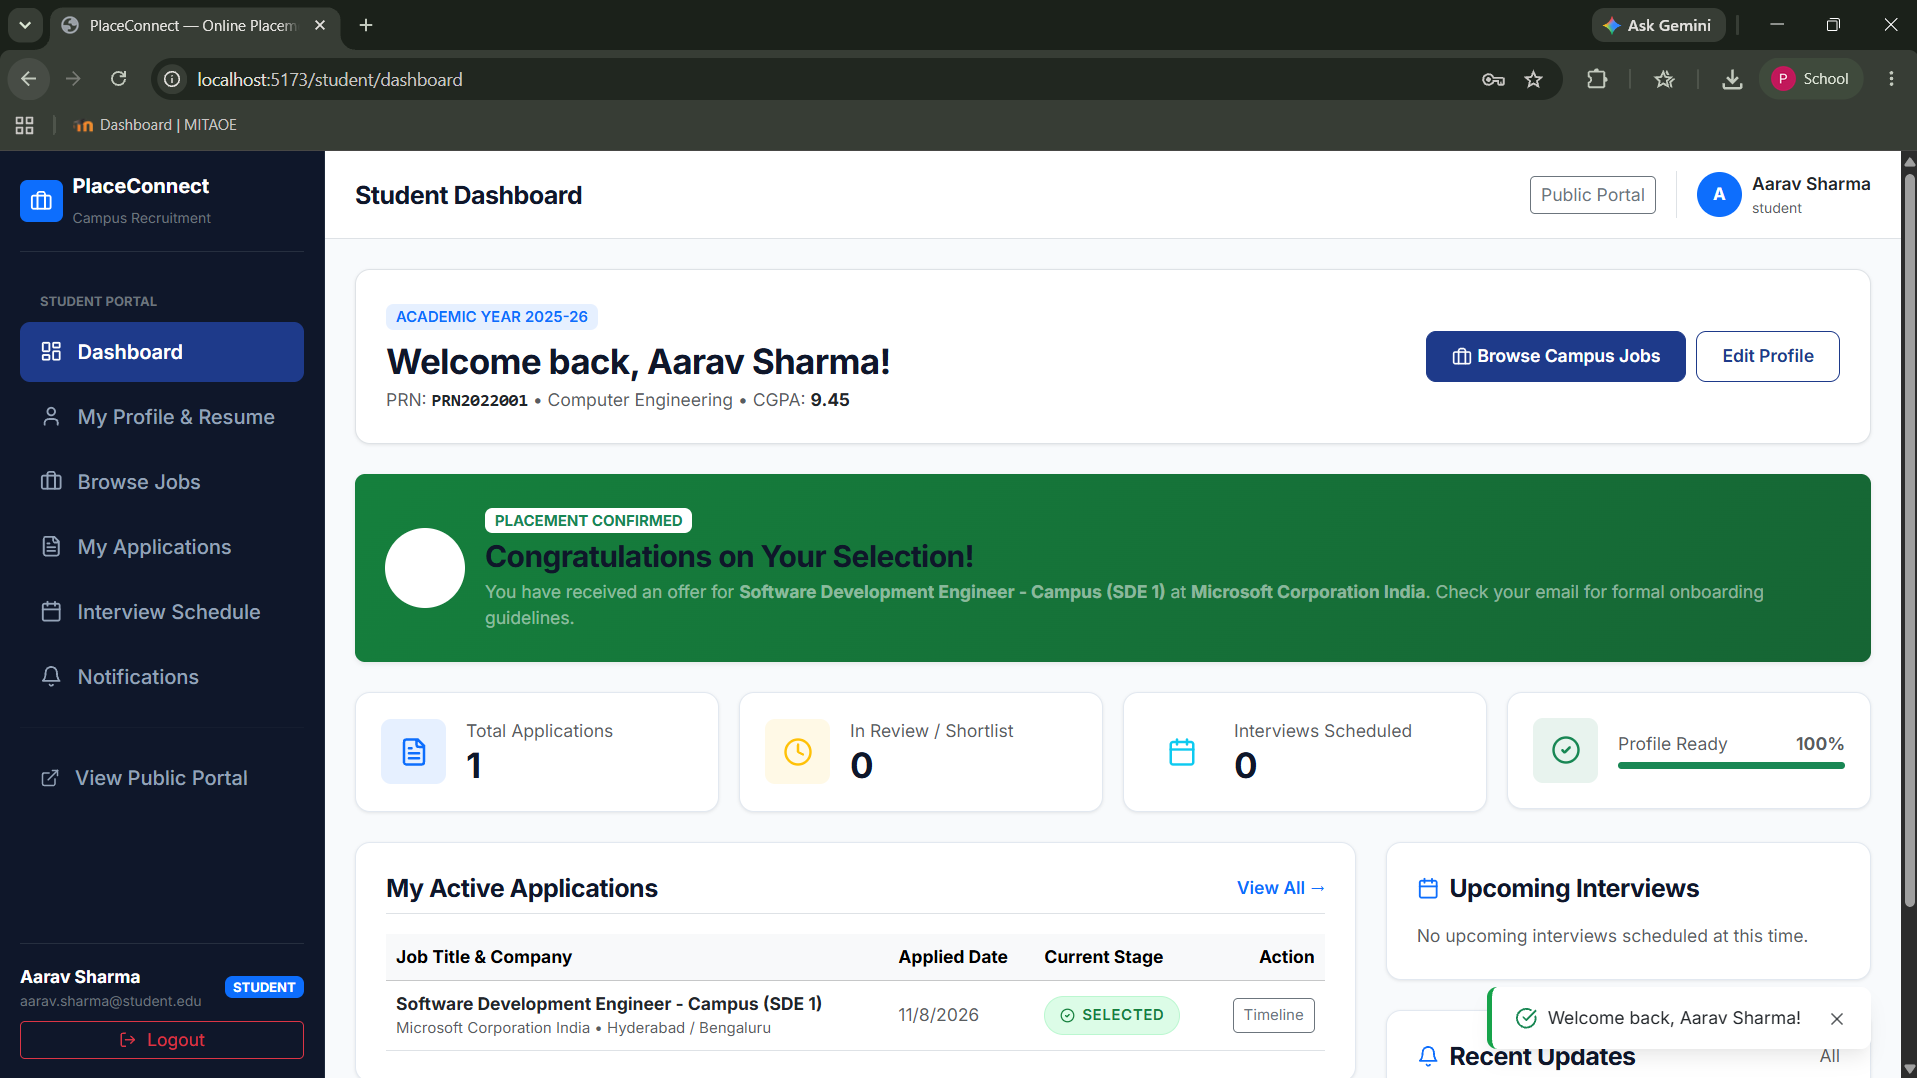 PlaceConnect — Online Placem
Ask Gemini
localhost:5173/student/dashboard
P
School
Dashboard | MITAOE
PlaceConnect
Campus Recruitment
STUDENT PORTAL
Dashboard
My Profile & Resume
Browse Jobs
My Applications
Interview Schedule
Notifications
View Public Portal
Aarav Sharma
aarav.sharma@student.edu
STUDENT
Logout
Student Dashboard
Public Portal
A
Aarav Sharma
student
ACADEMIC YEAR 2025-26
Welcome back, Aarav Sharma!
PRN: PRN2022001 • Computer Engineering • CGPA: 9.45
Browse Campus Jobs
Edit Profile
PLACEMENT CONFIRMED
Congratulations on Your Selection!
You have received an offer for Software Development Engineer - Campus (SDE 1) at Microsoft Corporation India. Check your email for formal onboarding
guidelines.
Total Applications
1
In Review / Shortlist
0
Interviews Scheduled
0
Profile Ready 100%
My Active Applications
View All →
Job Title & Company Applied Date Current Stage Action
Software Development Engineer - Campus (SDE 1)
Microsoft Corporation India • Hyderabad / Bengaluru
11/8/2026
SELECTED
Timeline
Upcoming Interviews
No upcoming interviews scheduled at this time.
Welcome back, Aarav Sharma!
Recent Updates
All